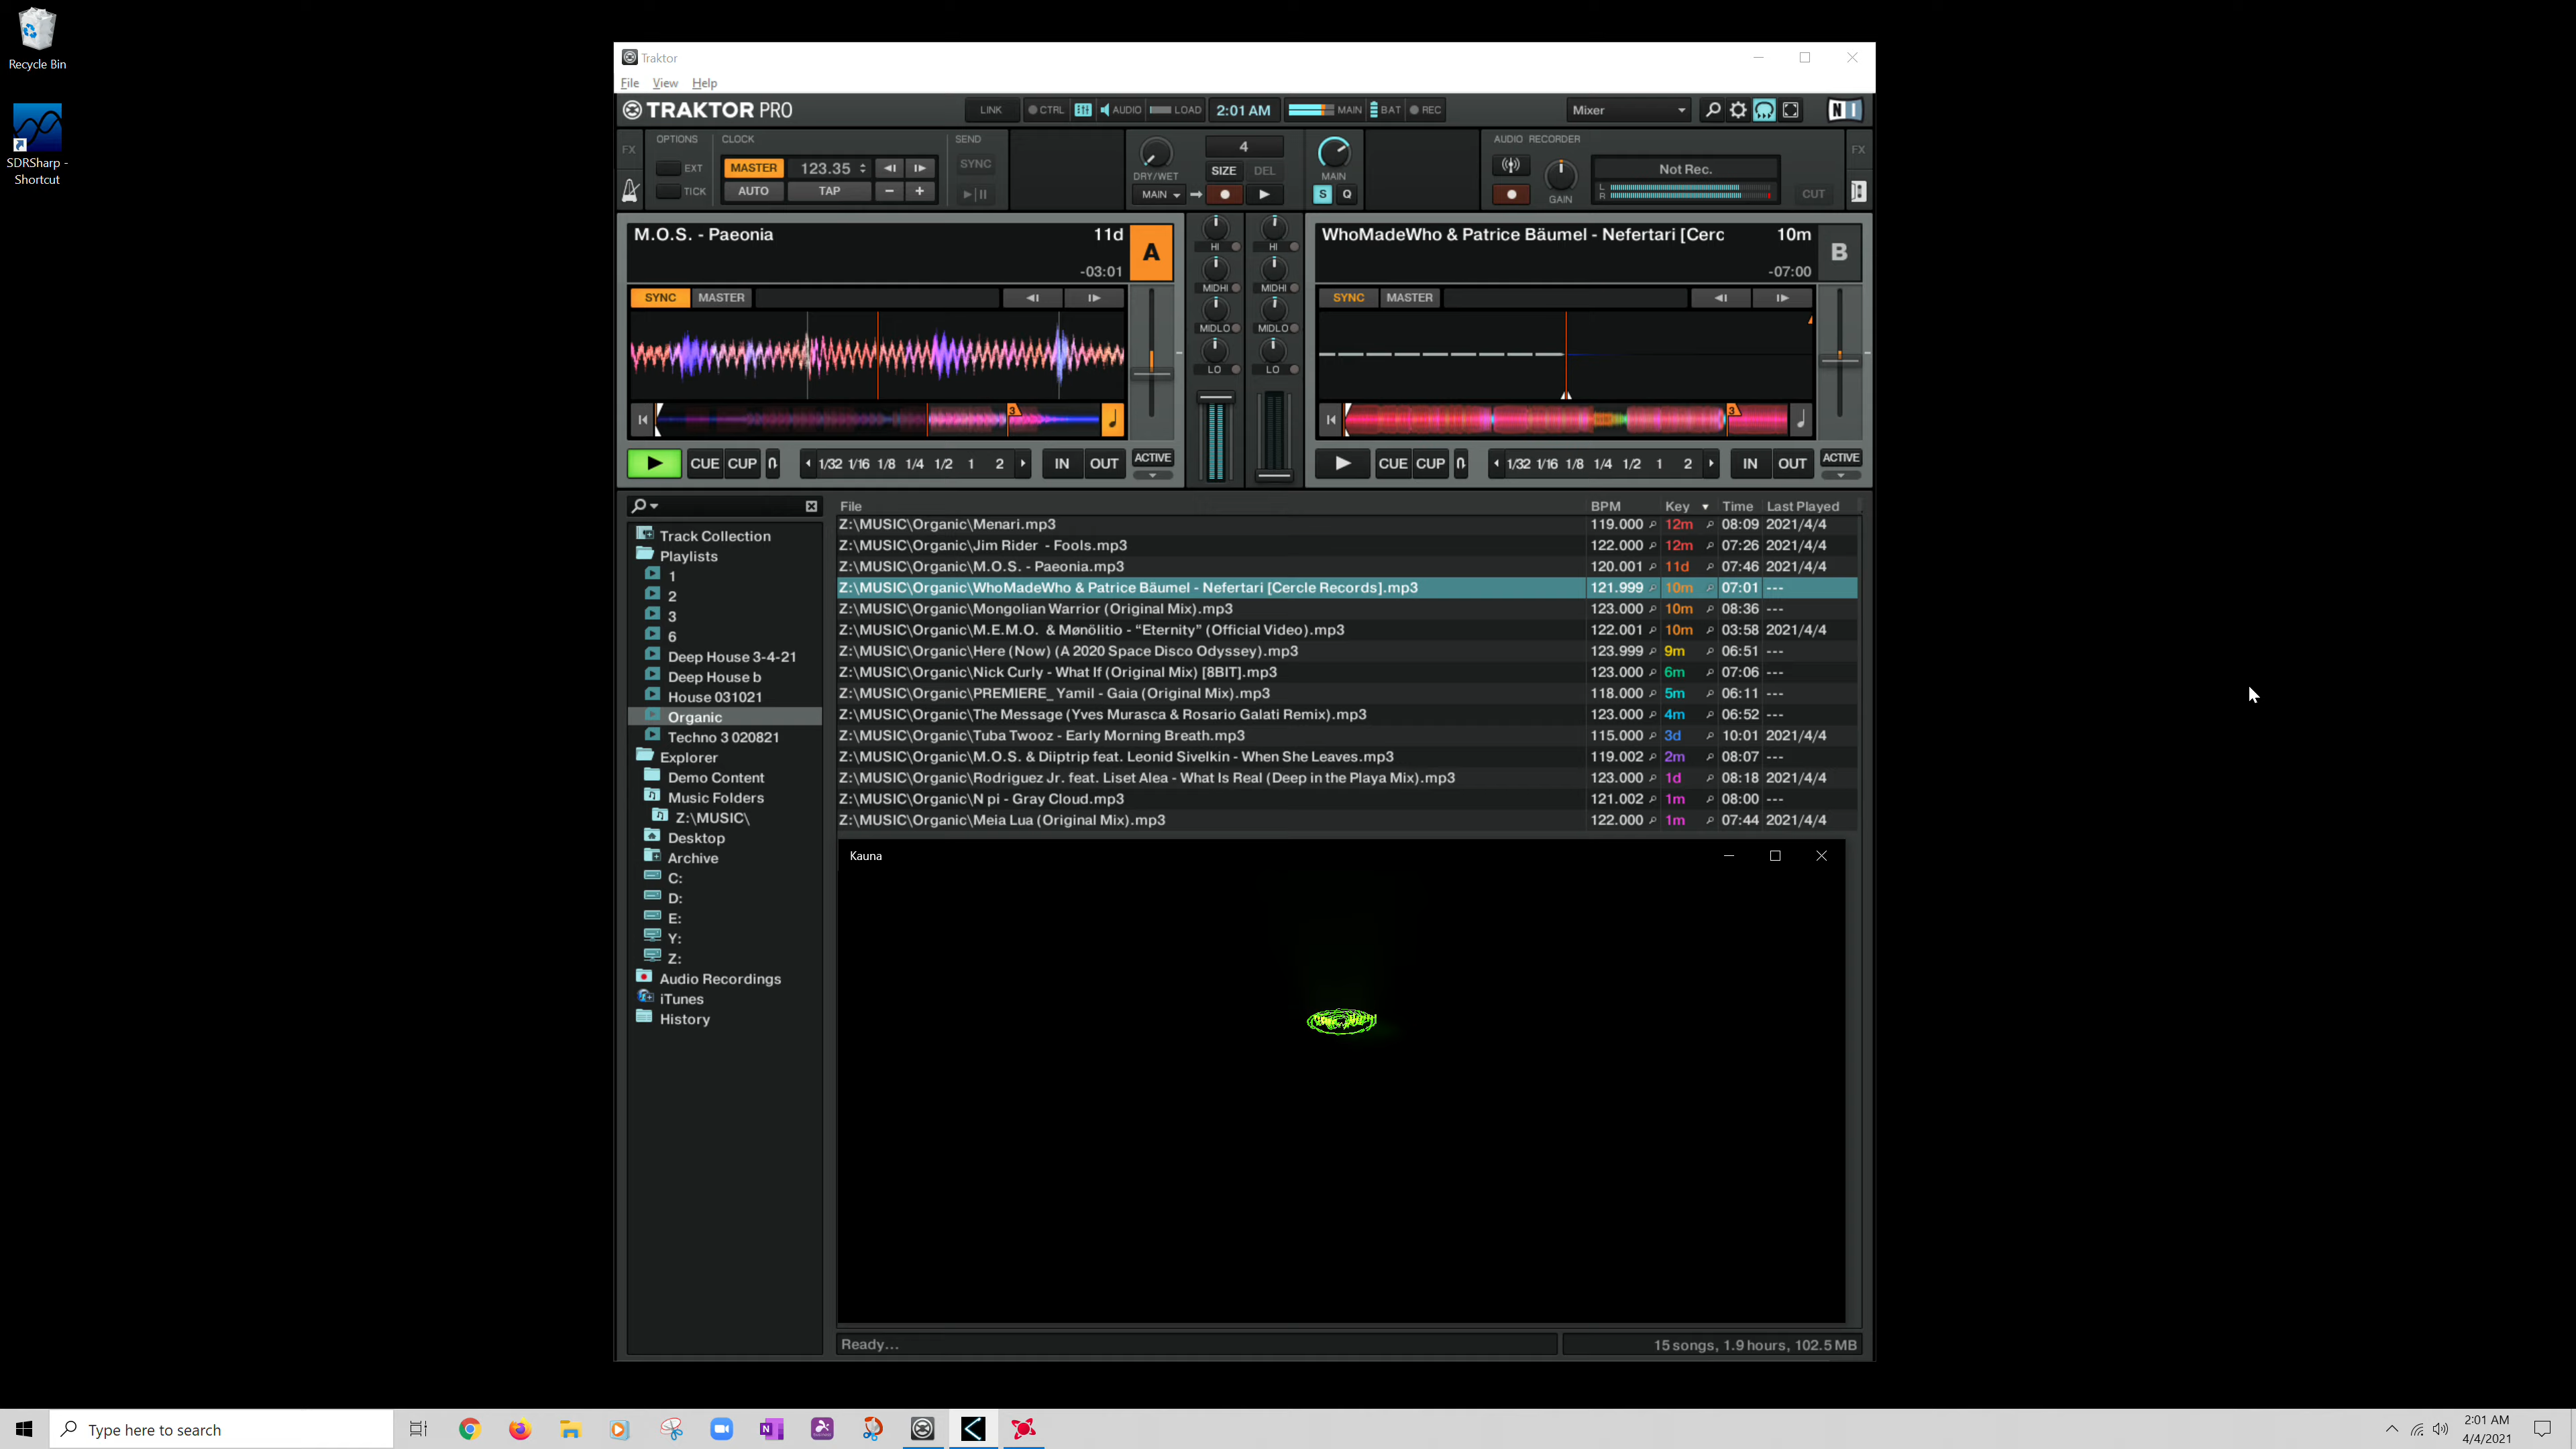 Recycle Bin
SDRSharp -
Shortcut
Traktor
File View Help
TRAKTOR PRO
LINK CTRL AUDIO LOAD 2:01 AM MAIN BAT REC Mixer NI
FX OPTIONS CLOCK SEND
EXT MASTER 123.35 SYNC
TICK AUTO TAP − +
4
DRY/WET SIZE DEL MAIN
MAIN S Q
AUDIO RECORDER FX
Not Rec.
L
R
GAIN CUT
M.O.S. - Paeonia 11d A
-03:01
SYNC MASTER
3
CUE CUP 1/32 1/16 1/8 1/4 1/2 1 2 IN OUT ACTIVE
HI HI
MIDHI MIDHI
MIDLO MIDLO
LO LO
WhoMadeWho & Patrice Bäumel - Nefertari [Cerc 10m B
-07:00
SYNC MASTER
3
CUE CUP 1/32 1/16 1/8 1/4 1/2 1 2 IN OUT ACTIVE
Track Collection
Playlists
1
2
3
6
Deep House 3-4-21
Deep House b
House 031021
Organic
Techno 3 020821
Explorer
Demo Content
Music Folders
Z:\MUSIC\
Desktop
Archive
C:
D:
E:
Y:
Z:
Audio Recordings
iTunes
History
File BPM Key Time Last Played
Z:\MUSIC\Organic\Menari.mp3 119.000 12m 08:09 2021/4/4
Z:\MUSIC\Organic\Jim Rider  - Fools.mp3 122.000 12m 07:26 2021/4/4
Z:\MUSIC\Organic\M.O.S. - Paeonia.mp3 120.001 11d 07:46 2021/4/4
Z:\MUSIC\Organic\WhoMadeWho & Patrice Bäumel - Nefertari [Cercle Records].mp3 121.999 10m 07:01 ---
Z:\MUSIC\Organic\Mongolian Warrior (Original Mix).mp3 123.000 10m 08:36 ---
Z:\MUSIC\Organic\M.E.M.O.  & Mønölitio - “Eternity” (Official Video).mp3 122.001 10m 03:58 2021/4/4
Z:\MUSIC\Organic\Here (Now) (A 2020 Space Disco Odyssey).mp3 123.999 9m 06:51 ---
Z:\MUSIC\Organic\Nick Curly - What If (Original Mix) [8BIT].mp3 123.000 6m 07:06 ---
Z:\MUSIC\Organic\PREMIERE_ Yamil - Gaia (Original Mix).mp3 118.000 5m 06:11 ---
Z:\MUSIC\Organic\The Message (Yves Murasca & Rosario Galati Remix).mp3 123.000 4m 06:52 ---
Z:\MUSIC\Organic\Tuba Twooz - Early Morning Breath.mp3 115.000 3d 10:01 2021/4/4
Z:\MUSIC\Organic\M.O.S. & Diiptrip feat. Leonid Sivelkin - When She Leaves.mp3 119.002 2m 08:07 ---
Z:\MUSIC\Organic\Rodriguez Jr. feat. Liset Alea - What Is Real (Deep in the Playa Mix).mp3 123.000 1d 08:18 2021/4/4
Z:\MUSIC\Organic\N pi - Gray Cloud.mp3 121.002 1m 08:00 ---
Z:\MUSIC\Organic\Meia Lua (Original Mix).mp3 122.000 1m 07:44 2021/4/4
Kauna
Ready... 15 songs, 1.9 hours, 102.5 MB
Type here to search
2:01 AM
4/4/2021